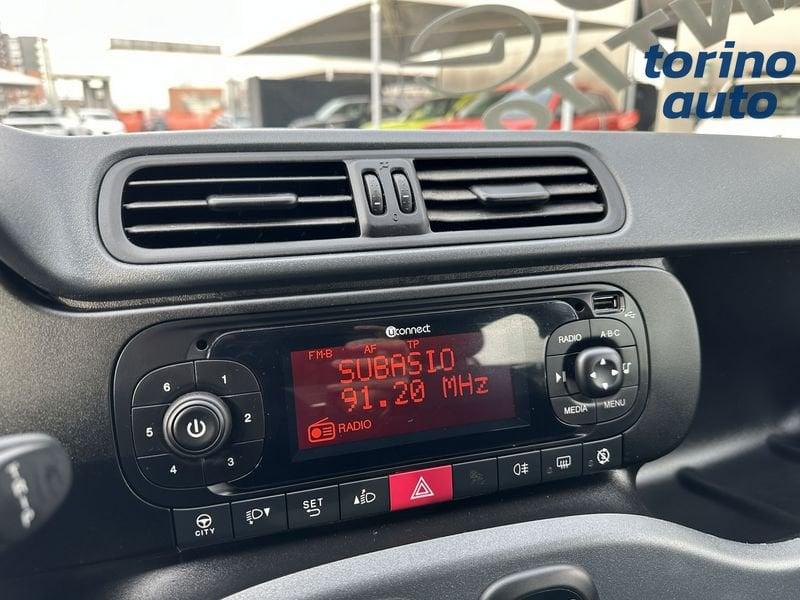 torino
auto
uconnect
FM-B AF TP
SUBASIO
91.20 MHz
RADIO
6 1
5 2
4 3
RADIO A·B·C
MEDIA MENU
CITY
SET